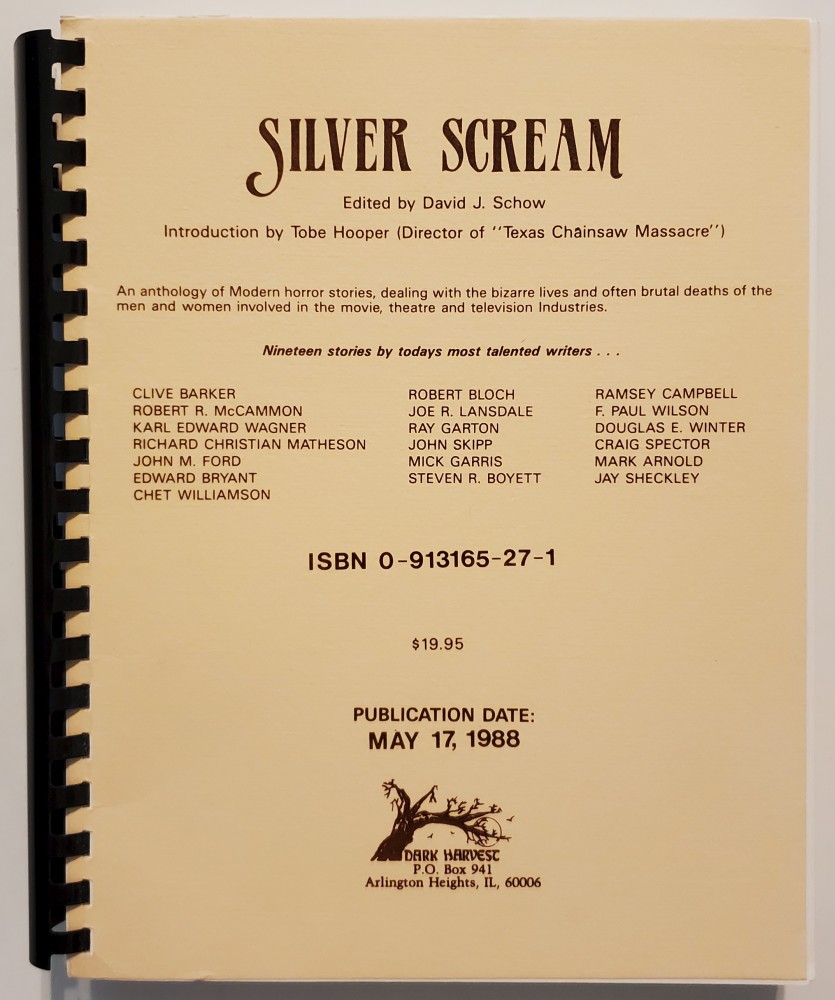 SILVER SCREAM
Edited by David J. Schow
Introduction by Tobe Hooper (Director of "Texas Chainsaw Massacre")
An anthology of Modern horror stories, dealing with the bizarre lives and often brutal deaths of the
men and women involved in the movie, theatre and television Industries.
Nineteen stories by todays most talented writers . . .
CLIVE BARKER
ROBERT R. McCAMMON
KARL EDWARD WAGNER
RICHARD CHRISTIAN MATHESON
JOHN M. FORD
EDWARD BRYANT
CHET WILLIAMSON
ROBERT BLOCH
JOE R. LANSDALE
RAY GARTON
JOHN SKIPP
MICK GARRIS
STEVEN R. BOYETT
RAMSEY CAMPBELL
F. PAUL WILSON
DOUGLAS E. WINTER
CRAIG SPECTOR
MARK ARNOLD
JAY SHECKLEY
ISBN 0-913165-27-1
$19.95
PUBLICATION DATE:
MAY 17, 1988
DARK HARVEST
P.O. Box 941
Arlington Heights, IL, 60006